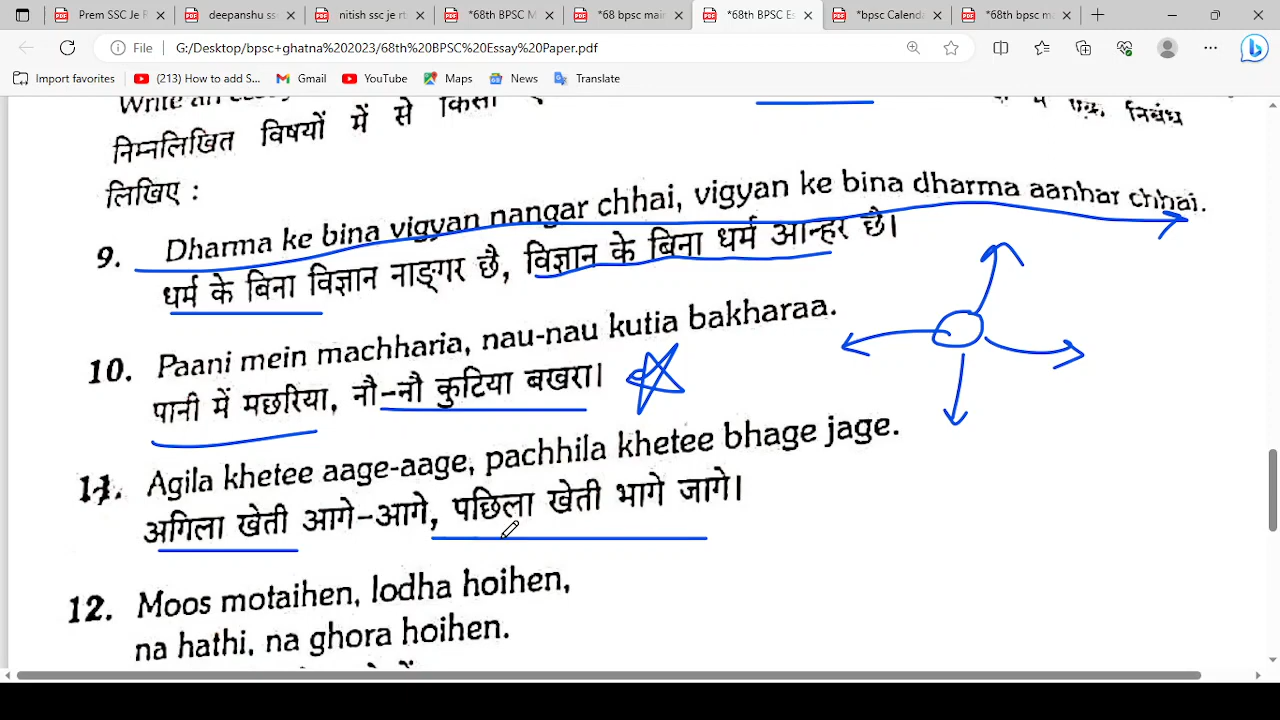 Prem SSC Je R
deepanshu ss
nitish ssc je rt
*68th BPSC M
*68 bpsc mai
*68th BPSC Es
*bpsc Calend
*68th bpsc m
File
G:/Desktop/bpsc+ghatna%202023/68th%20BPSC%20Essay%20Paper.pdf
Import favorites
(213) How to add S...
Gmail
YouTube
Maps
News
Translate
निम्नलिखित विषयों में से किसी
निबंध
लिखिए :
9. Dharma ke bina vigyan nangar chhai, vigyan ke bina dharma aanhar chhai.
धर्म के बिना विज्ञान नाङ्गर छै, विज्ञान के बिना धर्म आन्हर छै।
10. Paani mein machharia, nau-nau kutia bakharaa.
पानी में मछरिया, नौ-नौ कुटिया बखरा।
11. Agila khetee aage-aage, pachhila khetee bhage jage.
अगिला खेती आगे-आगे, पछिला खेती भागे जागे।
12. Moos motaihen, lodha hoihen,
na hathi, na ghora hoihen.